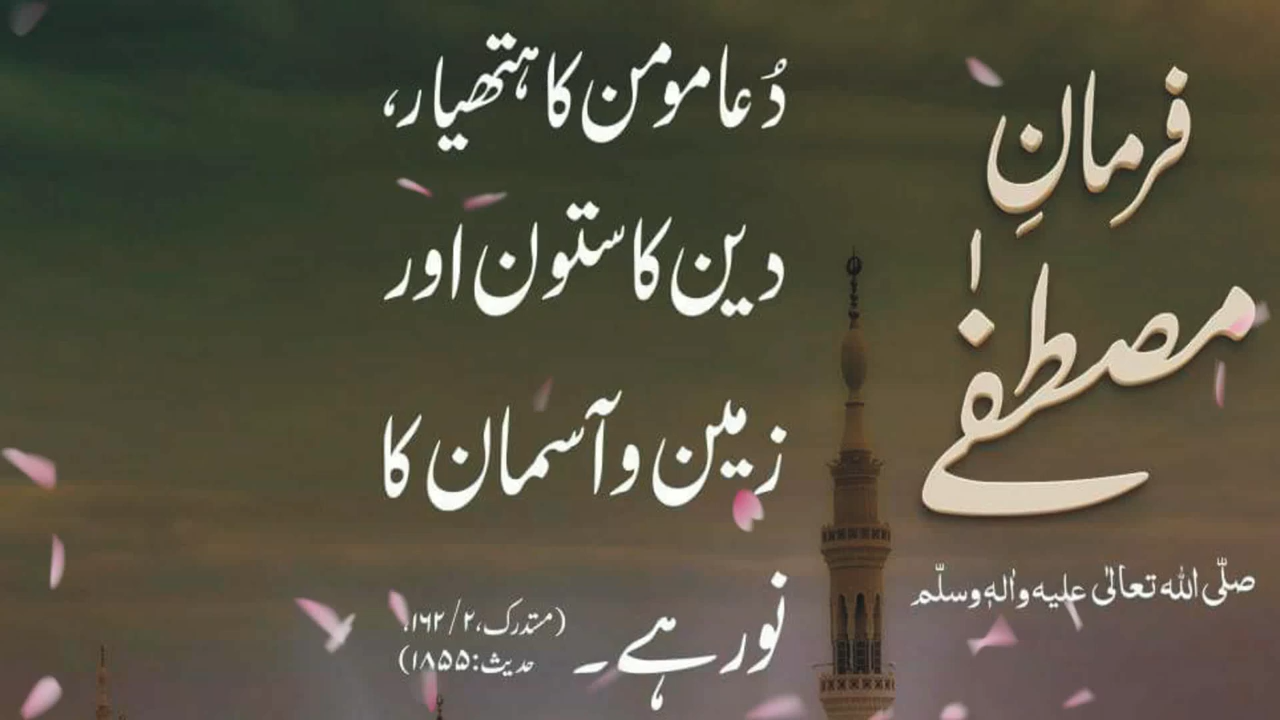 فرمانِ
مصطفےٰ
صلّی اللہ تعالٰی علیہ واٰلہٖ وسلّم
دُعا مومن کا ہتھیار،
دین کا ستون اور
زمین و آسمان کا
نور ہے۔
(مستدرک،۲/۱۶۲،
حدیث:۱۸۵۵)